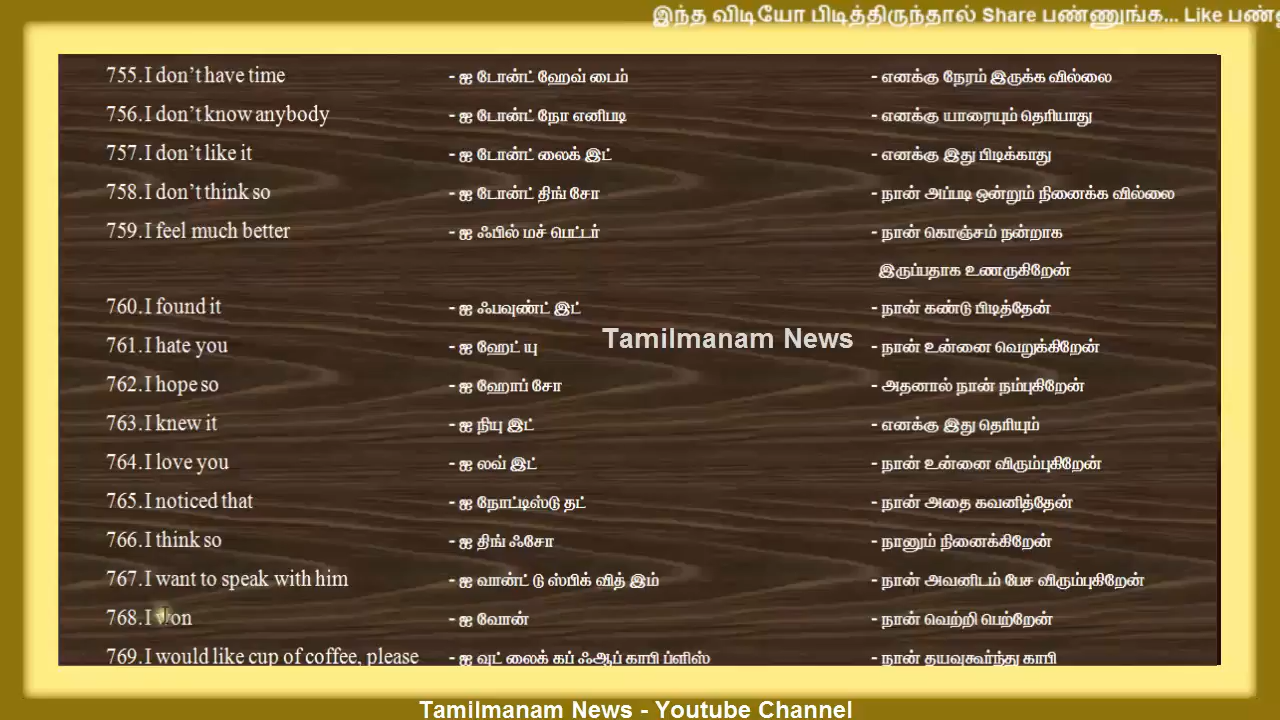 இந்த விடியோ பிடித்திருந்தால் Share பண்ணுங்க... Like
755. I don’t have time - ஐ டோன்ட் ஹேவ் டைம் - எனக்கு நேரம் இருக்க வில்லை
756. I don’t know anybody - ஐ டோன்ட் நோ எனிபடி - எனக்கு யாரையும் தெரியாது
757. I don’t like it - ஐ டோன்ட் லைக் இட் - எனக்கு இது பிடிக்காது
758. I don’t think so - ஐ டோன்ட் திங் சோ - நான் அப்படி ஒன்றும் நினைக்க வில்லை
759. I feel much better - ஐ ஃபில் மச் பெட்டர் - நான் கொஞ்சம் நன்றாக
இருப்பதாக உணருகிறேன்
760. I found it - ஐ ஃபவுண்ட் இட் - நான் கண்டு பிடித்தேன்
Tamilmanam News
761. I hate you - ஐ ஹேட் யு - நான் உன்னை வெறுக்கிறேன்
762. I hope so - ஐ ஹோப் சோ - அதனால் நான் நம்புகிறேன்
763. I knew it - ஐ நியு இட் - எனக்கு இது தெரியும்
764. I love you - ஐ லவ் இட் - நான் உன்னை விரும்புகிறேன்
765. I noticed that - ஐ நோட்டிஸ்டு தட் - நான் அதை கவனித்தேன்
766. I think so - ஐ திங் ஃசோ - நானும் நினைக்கிறேன்
767. I want to speak with him - ஐ வான்ட் டு ஸ்பிக் வித் இம் - நான் அவனிடம் பேச விரும்புகிறேன்
768. I won - ஐ வோன் - நான் வெற்றி பெற்றேன்
769. I would like cup of coffee, please - ஐ வுட் லைக் கப் ஃஆப் காபி ப்ளிஸ் - நான் தயவுகூர்ந்து காபி
Tamilmanam News - Youtube Channel